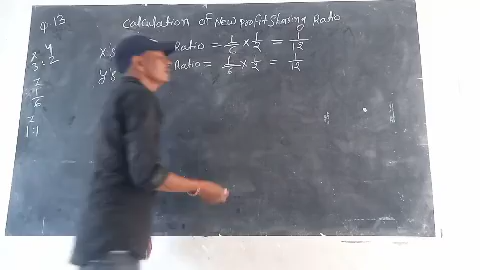 Q.13
Calculation of New Profit Sharing Ratio
X's Ratio = 1/6 × 1/2 = 1/12
Y's Ratio = 1/6 × 1/2 = 1/12
X Y
3:2
Z
1/6
Z
1:1